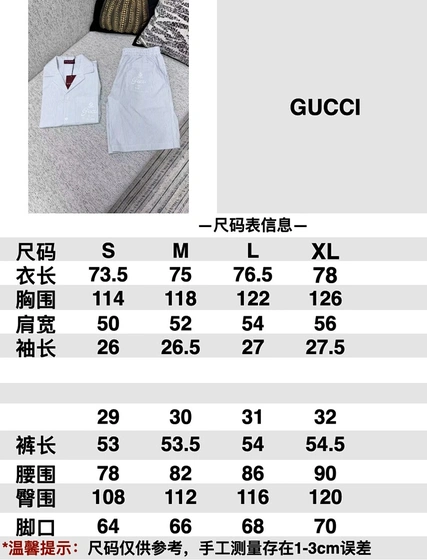 GUCCI
—尺码表信息—
尺码 S M L XL
衣长 73.5 75 76.5 78
胸围 114 118 122 126
肩宽 50 52 54 56
袖长 26 26.5 27 27.5
29 30 31 32
裤长 53 53.5 54 54.5
腰围 78 82 86 90
臀围 108 112 116 120
脚口 64 66 68 70
*温馨提示：尺码仅供参考，手工测量存在1-3cm误差